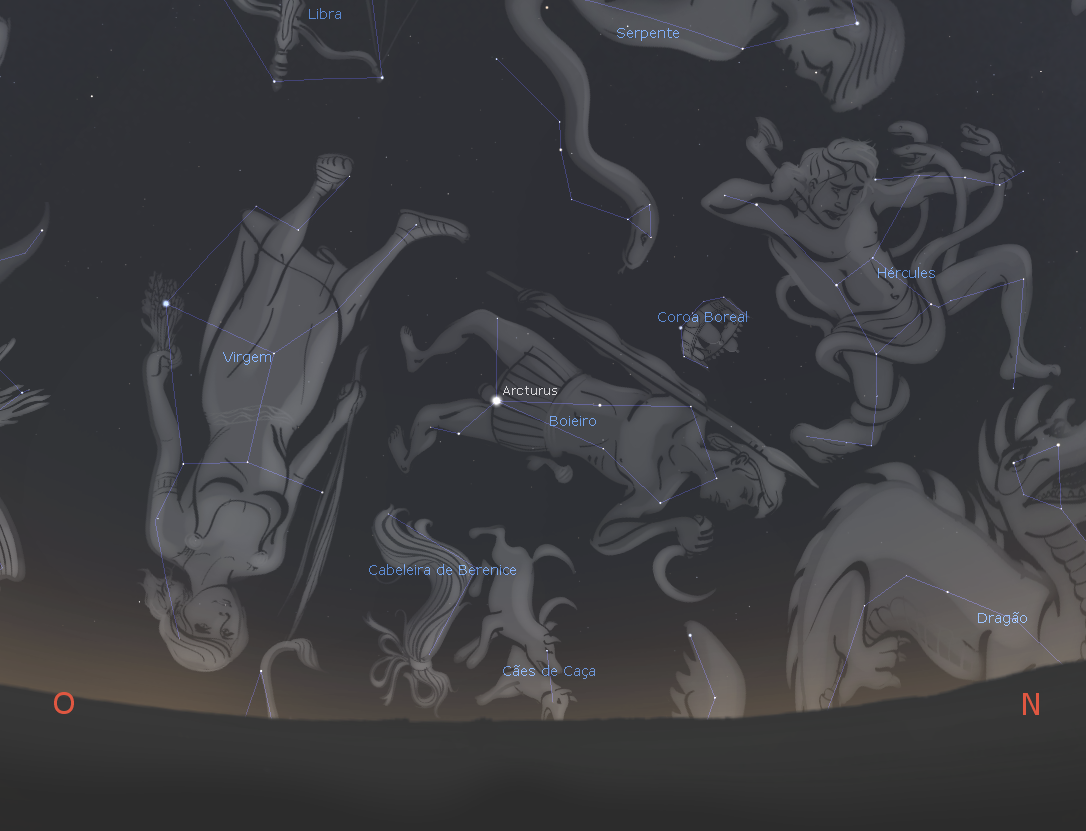 Libra
Serpente
Hércules
Coroa Boreal
Virgem
Arcturus
Boieiro
Cabeleira de Berenice
Dragão
Cães de Caça
O
N